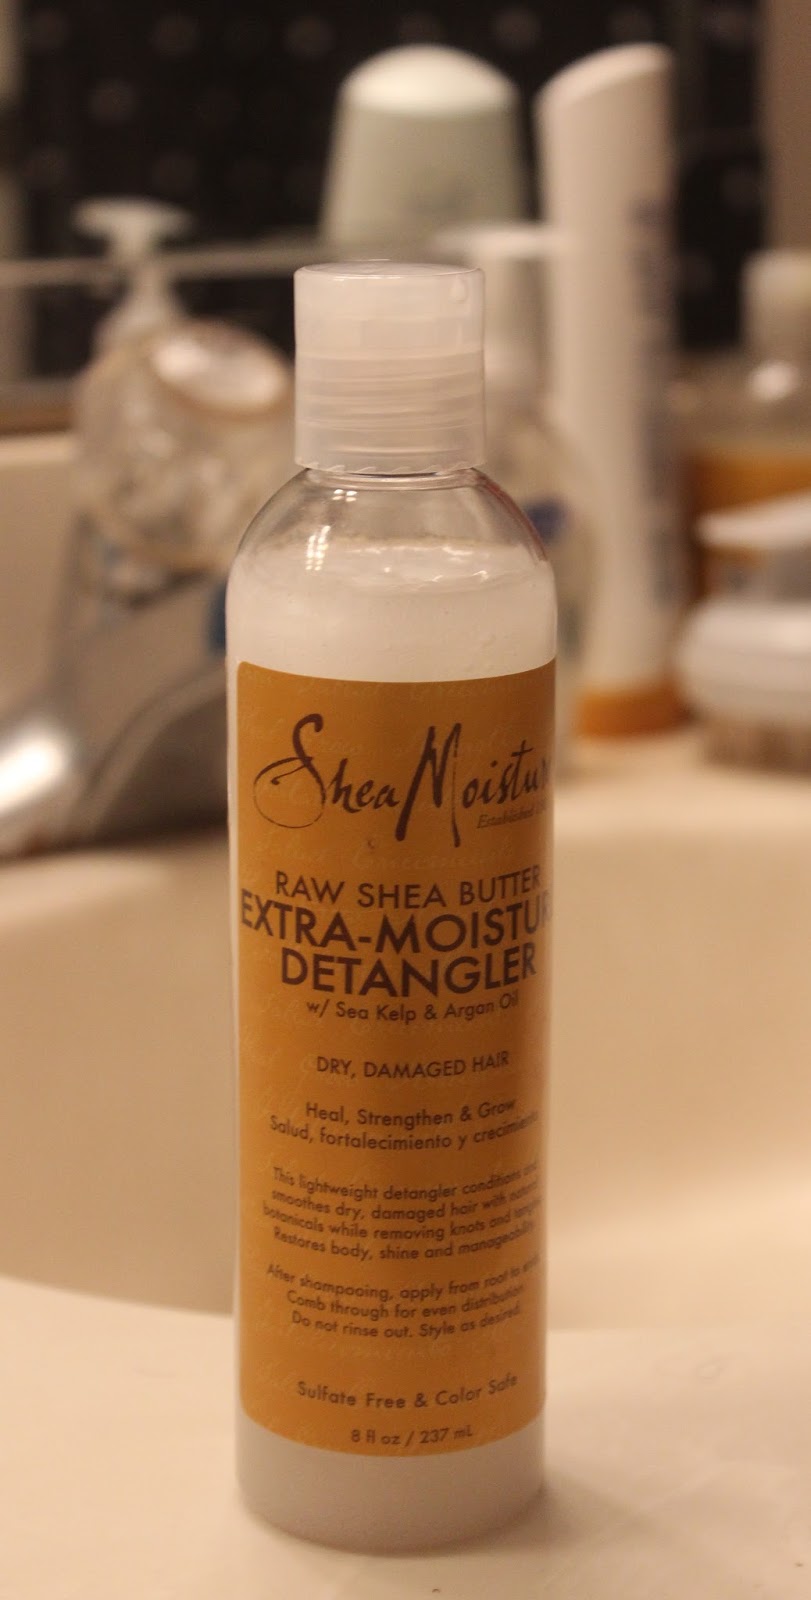 Shea Moisture
Established
RAW SHEA BUTTER
EXTRA-MOISTUR
DETANGLER
w/ Sea Kelp & Argan Oil
DRY, DAMAGED HAIR
Heal, Strengthen & Grow
Salud, fortalecimiento y crecimiento
This lightweight detangler conditions and
smoothes dry, damaged hair with natural
botanicals while removing knots and tangles.
Restores body, shine and manageability.
After shampooing, apply from root to ends.
Comb through for even distribution.
Do not rinse out. Style as desired.
Sulfate Free & Color Safe
8 fl oz / 237 mL